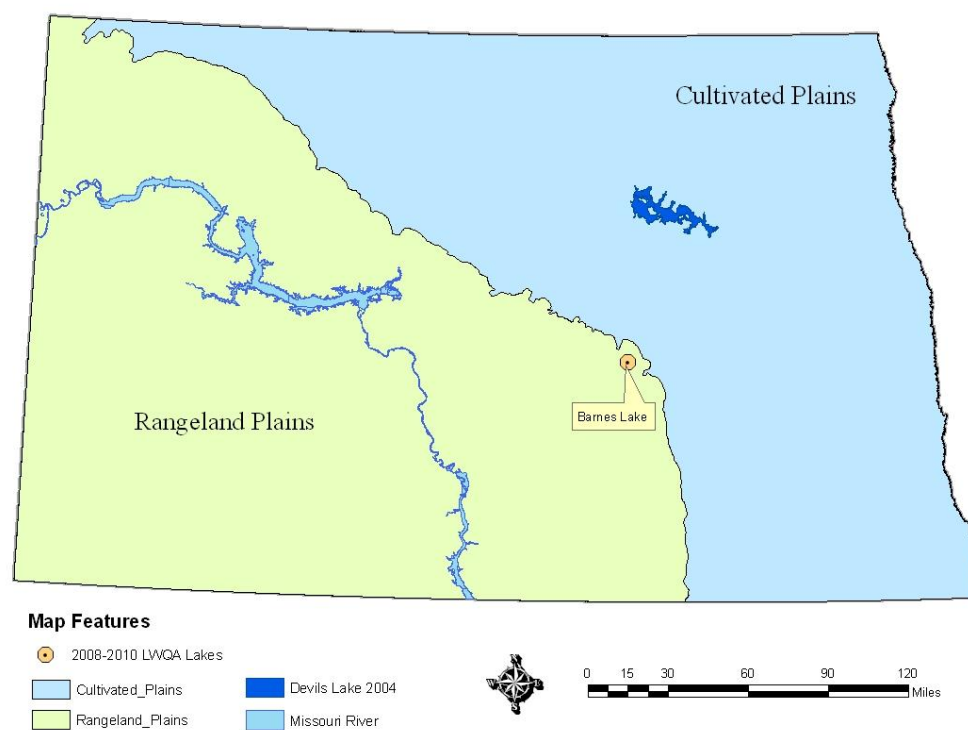 Cultivated Plains
Rangeland Plains
Barnes Lake
Map Features
2008-2010 LWQA Lakes
Cultivated_Plains
Rangeland_Plains
Devils Lake 2004
Missouri River
0 15 30 60 90 120
Miles